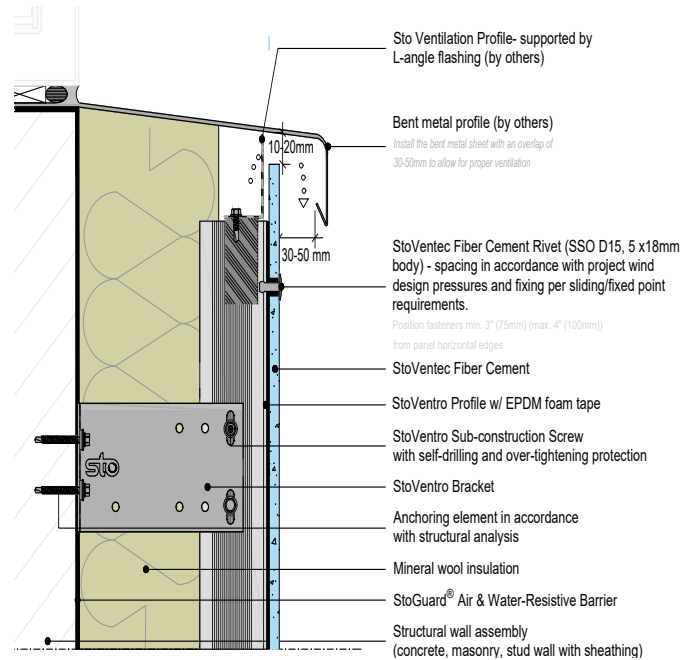 Sto Ventilation Profile- supported by
L-angle flashing (by others)
Bent metal profile (by others)
Install the bent metal sheet with an overlap of
30-50mm to allow for proper ventilation
10-20mm
30-50 mm
StoVentec Fiber Cement Rivet (SSO D15, 5 x18mm
body) - spacing in accordance with project wind
design pressures and fixing per sliding/fixed point
requirements.
Position fasteners min. 3" (75mm) (max. 4" (100mm))
from panel horizontal edges
StoVentec Fiber Cement
StoVentro Profile w/ EPDM foam tape
StoVentro Sub-construction Screw
with self-drilling and over-tightening protection
sto
StoVentro Bracket
Anchoring element in accordance
with structural analysis
Mineral wool insulation
StoGuard® Air & Water-Resistive Barrier
Structural wall assembly
(concrete, masonry, stud wall with sheathing)